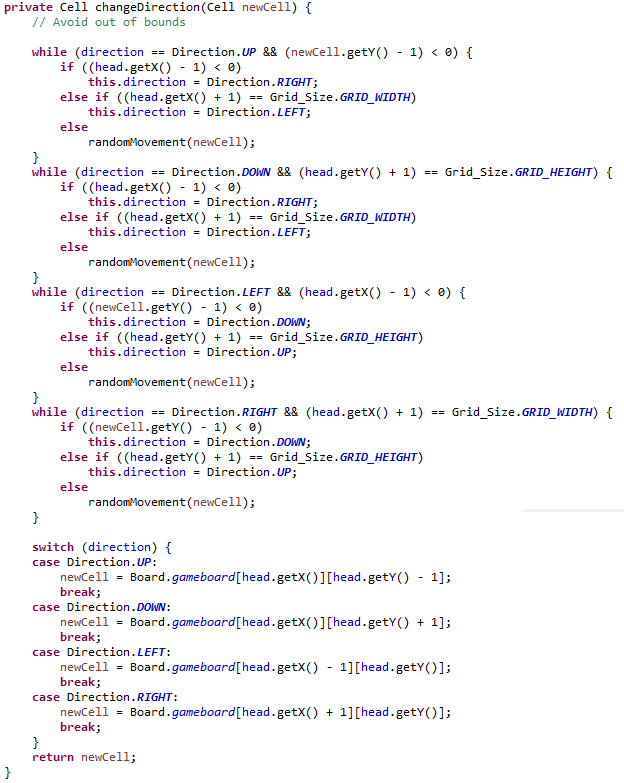 private Cell changeDirection(Cell newCell) {
    // Avoid out of bounds

    while (direction == Direction.UP && (newCell.getY() - 1) < 0) {
        if ((head.getX() - 1) < 0)
            this.direction = Direction.RIGHT;
        else if ((head.getX() + 1) == Grid_Size.GRID_WIDTH)
            this.direction = Direction.LEFT;
        else
            randomMovement(newCell);
    }
    while (direction == Direction.DOWN && (head.getY() + 1) == Grid_Size.GRID_HEIGHT) {
        if ((head.getX() - 1) < 0)
            this.direction = Direction.RIGHT;
        else if ((head.getX() + 1) == Grid_Size.GRID_WIDTH)
            this.direction = Direction.LEFT;
        else
            randomMovement(newCell);
    }
    while (direction == Direction.LEFT && (head.getX() - 1) < 0) {
        if ((newCell.getY() - 1) < 0)
            this.direction = Direction.DOWN;
        else if ((head.getY() + 1) == Grid_Size.GRID_HEIGHT)
            this.direction = Direction.UP;
        else
            randomMovement(newCell);
    }
    while (direction == Direction.RIGHT && (head.getX() + 1) == Grid_Size.GRID_WIDTH) {
        if ((newCell.getY() - 1) < 0)
            this.direction = Direction.DOWN;
        else if ((head.getY() + 1) == Grid_Size.GRID_HEIGHT)
            this.direction = Direction.UP;
        else
            randomMovement(newCell);
    }

    switch (direction) {
    case Direction.UP:
        newCell = Board.gameboard[head.getX()][head.getY() - 1];
        break;
    case Direction.DOWN:
        newCell = Board.gameboard[head.getX()][head.getY() + 1];
        break;
    case Direction.LEFT:
        newCell = Board.gameboard[head.getX() - 1][head.getY()];
        break;
    case Direction.RIGHT:
        newCell = Board.gameboard[head.getX() + 1][head.getY()];
        break;
    }
    return newCell;
}